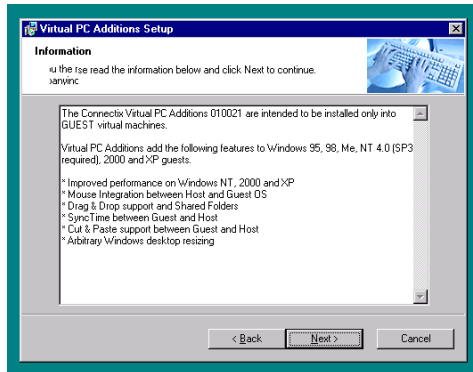 Virtual PC Additions Setup
Information
the read the information below and click Next to continue.
The Connectix Virtual PC Additions 010021 are intended to be installed only into
GUEST virtual machines.
Virtual PC Additions add the following features to Windows 95, 98, Me, NT 4.0 (SP3
required), 2000 and XP guests.
* Improved performance on Windows NT, 2000 and XP
* Mouse Integration between Host and Guest OS
* Drag & Drop support and Shared Folders
* SyncTime between Guest and Host
* Cut & Paste support between Guest and Host
* Arbitrary Windows desktop resizing
< Back
Next >
Cancel